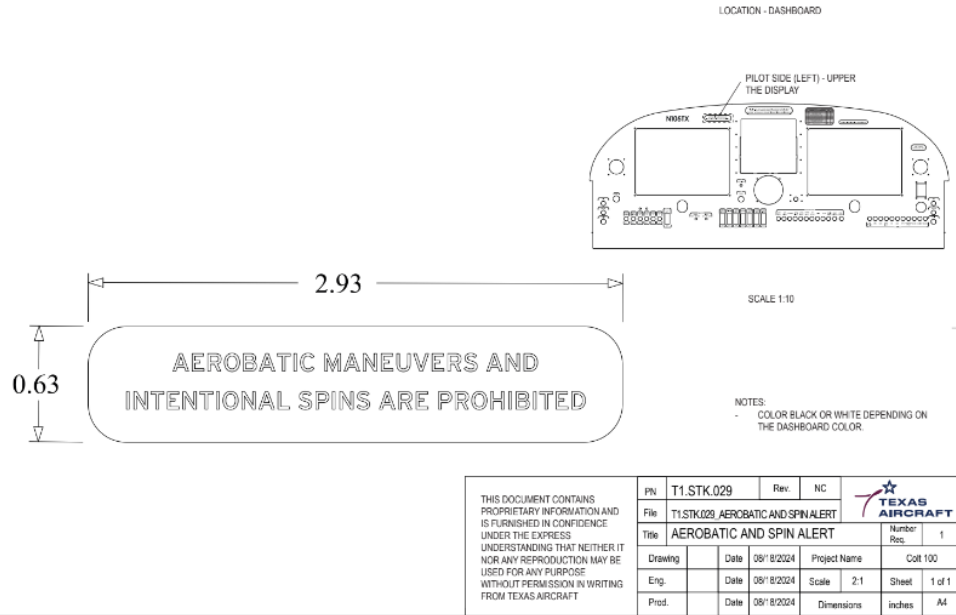 LOCATION - DASHBOARD
PILOT SIDE (LEFT) - UPPER
THE DISPLAY
N106TX
2.93
SCALE 1:10
0.63
AEROBATIC MANEUVERS AND
INTENTIONAL SPINS ARE PROHIBITED
NOTES:
- COLOR BLACK OR WHITE DEPENDING ON
THE DASHBOARD COLOR.
THIS DOCUMENT CONTAINS
PROPRIETARY INFORMATION AND
IS FURNISHED IN CONFIDENCE
UNDER THE EXPRESS
UNDERSTANDING THAT NEITHER IT
NOR ANY REPRODUCTION MAY BE
USED FOR ANY PURPOSE
WITHOUT PERMISSION IN WRITING
FROM TEXAS AIRCRAFT
PN T1.STK.029 Rev. NC
TEXAS
AIRCRAFT
File T1.STK.029_AEROBATIC AND SPIN ALERT
Title AEROBATIC AND SPIN ALERT Number Req. 1
Drawing Date 08/18/2024 Project Name Colt 100
Eng. Date 08/18/2024 Scale 2:1 Sheet 1 of 1
Prod. Date 08/18/2024 Dimensions inches A4